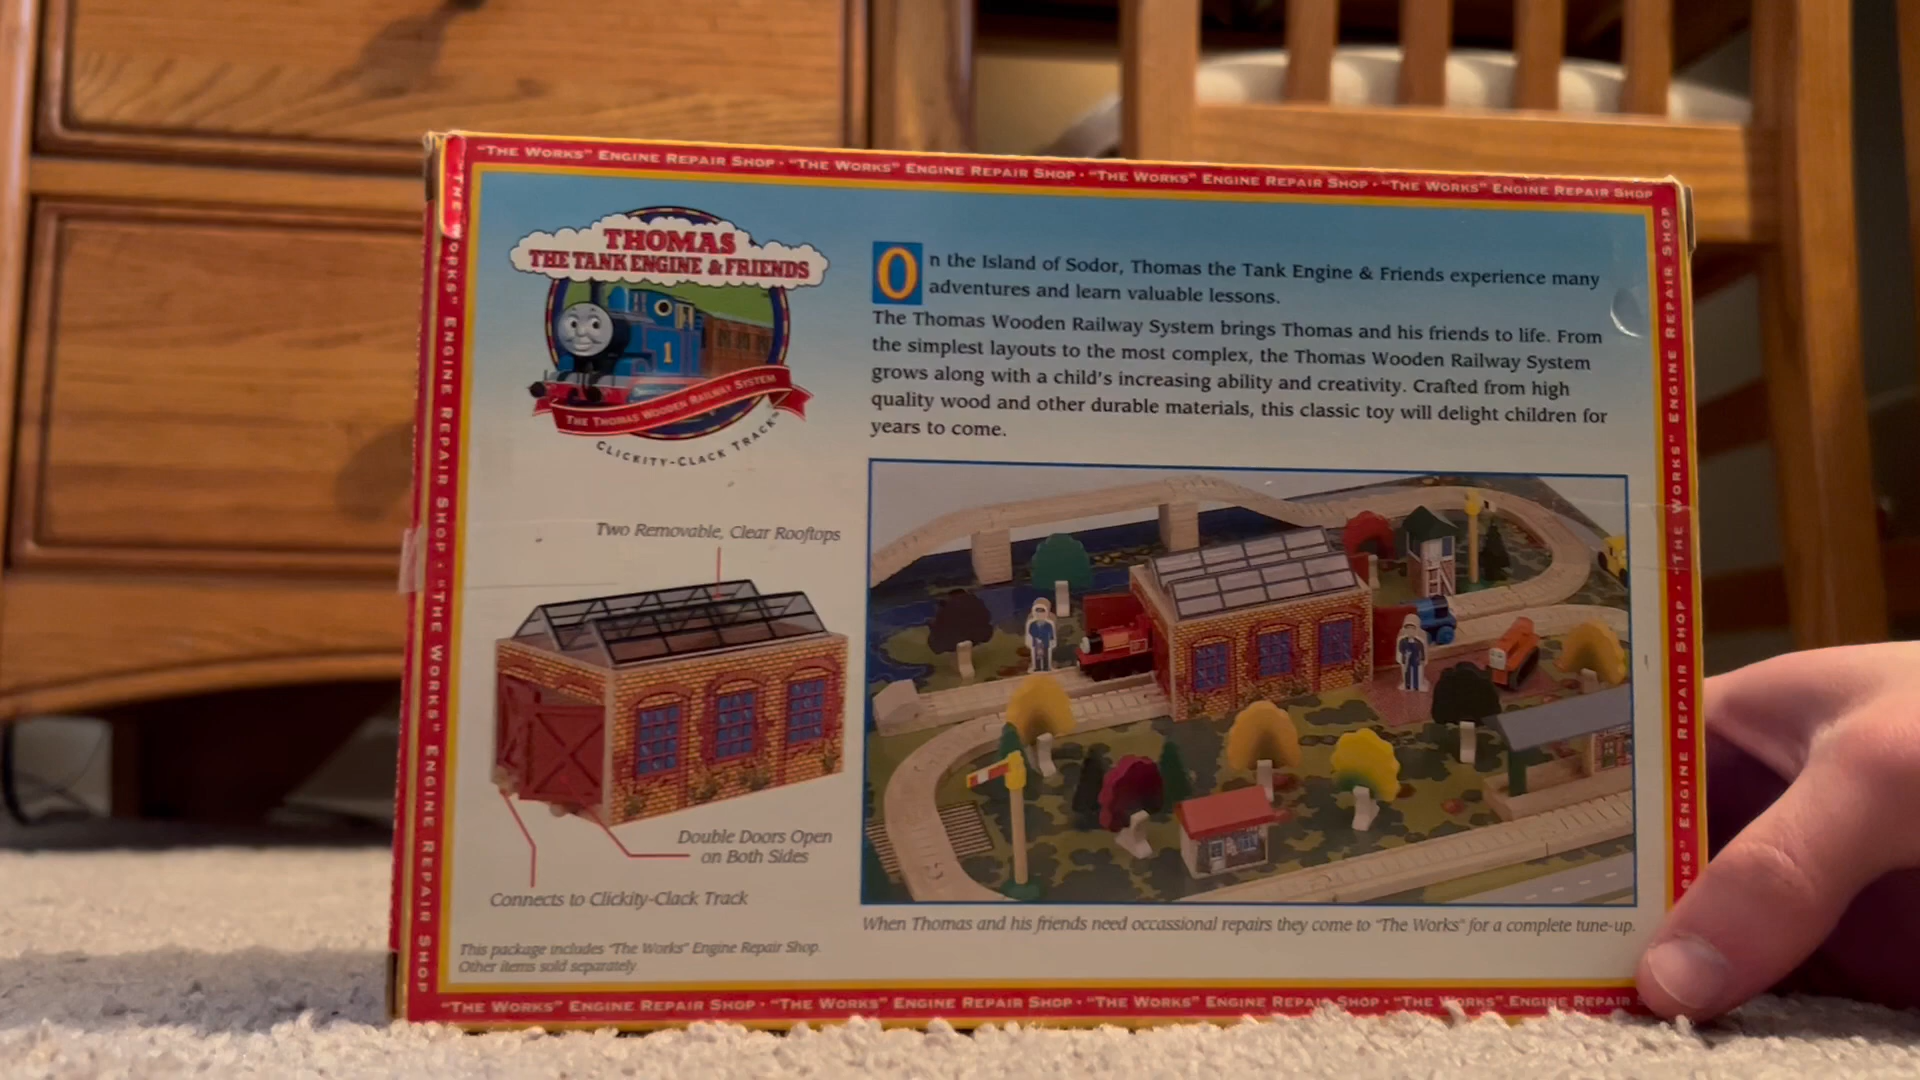 "THE WORKS" ENGINE REPAIR SHOP • "THE WORKS" ENGINE REPAIR SHOP • "THE WORKS" ENGINE REPAIR SHOP • "THE WORKS" ENGINE REPAIR SHOP
THOMAS
THE TANK ENGINE & FRIENDS
1
THE THOMAS WOODEN RAILWAY SYSTEM
CLICKITY-CLACK TRACK
On the Island of Sodor, Thomas the Tank Engine & Friends experience many
adventures and learn valuable lessons.
The Thomas Wooden Railway System brings Thomas and his friends to life. From
the simplest layouts to the most complex, the Thomas Wooden Railway System
grows along with a child's increasing ability and creativity. Crafted from high
quality wood and other durable materials, this classic toy will delight children for
years to come.
Two Removable, Clear Rooftops
Double Doors Open
on Both Sides
Connects to Clickity-Clack Track
This package includes "The Works" Engine Repair Shop.
Other items sold separately
When Thomas and his friends need occassional repairs they come to "The Works" for a complete tune-up.
THE WORKS" ENGINE REPAIR SHOP • "THE WORKS" ENGINE REPAIR SHOP
ENGINE REPAIR SHOP • "THE WORKS" ENGINE REPAIR SHOP
"THE WORKS" ENGINE REPAIR SHOP • "THE WORKS" ENGINE REPAIR SHOP • "THE WORKS" ENGINE REPAIR SHOP • "THE WORKS" ENGINE REPAIR